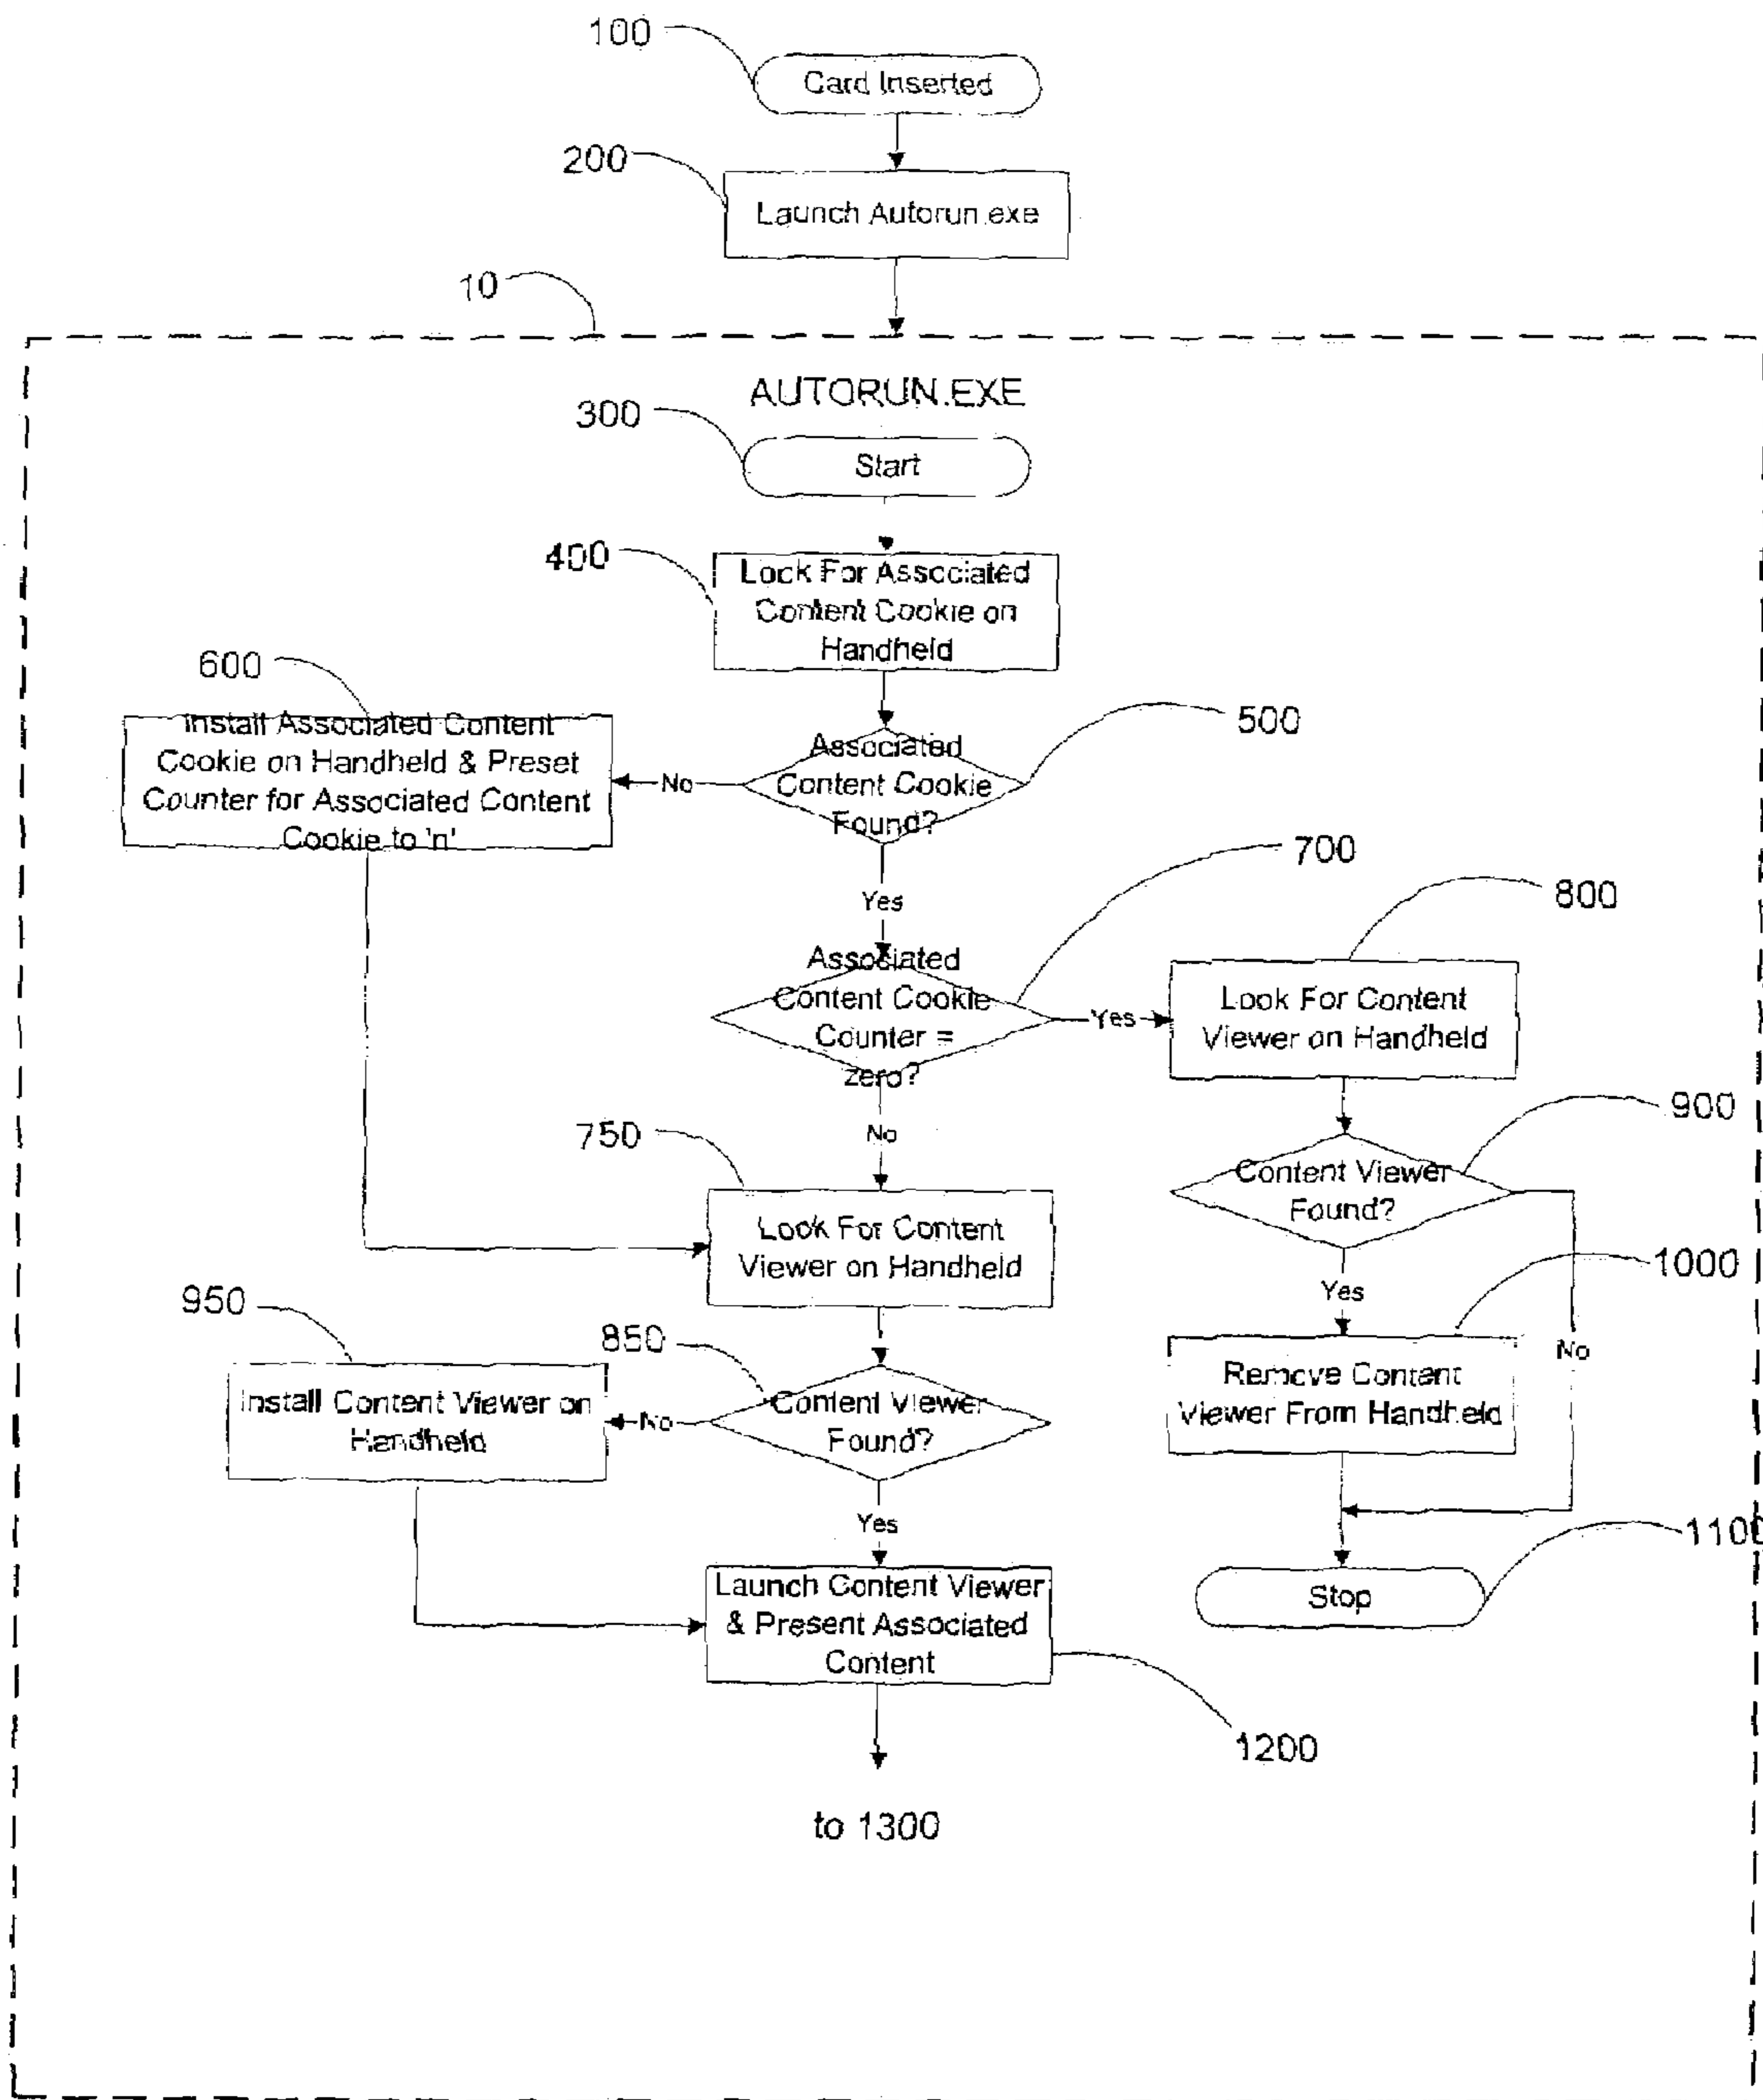 100
Card Inserted
200
Launch Autorun.exe
10
AUTORUN.EXE
300
Start
400
Look For Associated
Content Cookie on
Handheld
600
Install Associated Content
Cookie on Handheld & Preset
Counter for Associated Content
Cookie to 'n'
No
Associated
Content Cookie
Found?
500
Yes
700
800
Associated
Content Cookie
Counter =
zero?
Yes
Look For Content
Viewer on Handheld
No
750
900
Look For Content
Viewer on Handheld
Content Viewer
Found?
Yes
No
1000
950
850
Install Content Viewer on
Handheld
No
Content Viewer
Found?
Remove Content
Viewer From Handheld
Yes
1100
Launch Content Viewer
& Present Associated
Content
Stop
1200
to 1300